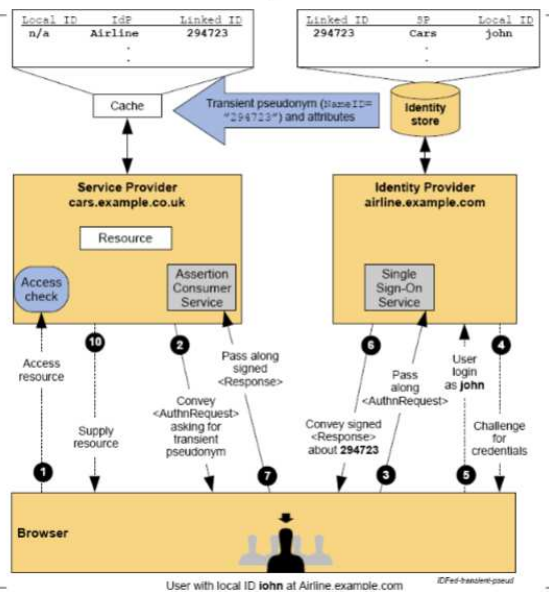 Local ID IdP Linked ID
n/a Airline 294723
.
.
Linked ID SP Local ID
294723 Cars john
.
.
Cache
Transient pseudonym (NameID=
"294723") and attributes
Identity
store
Service Provider
cars.example.co.uk
Resource
Access
check
Assertion
Consumer
Service
Identity Provider
airline.example.com
Single
Sign-On
Service
10
2
6
4
Access
resource
Supply
resource
Convey
<AuthnRequest>
asking for
transient
pseudonym
Pass along
signed
<Response>
Convey signed
<Response>
about 294723
Pass
along
<AuthnRequest>
User
login
as john
Challenge
for
credentials
1
7
3
5
Browser
IDFed-transient-pseud
User with local ID john at Airline.example.com